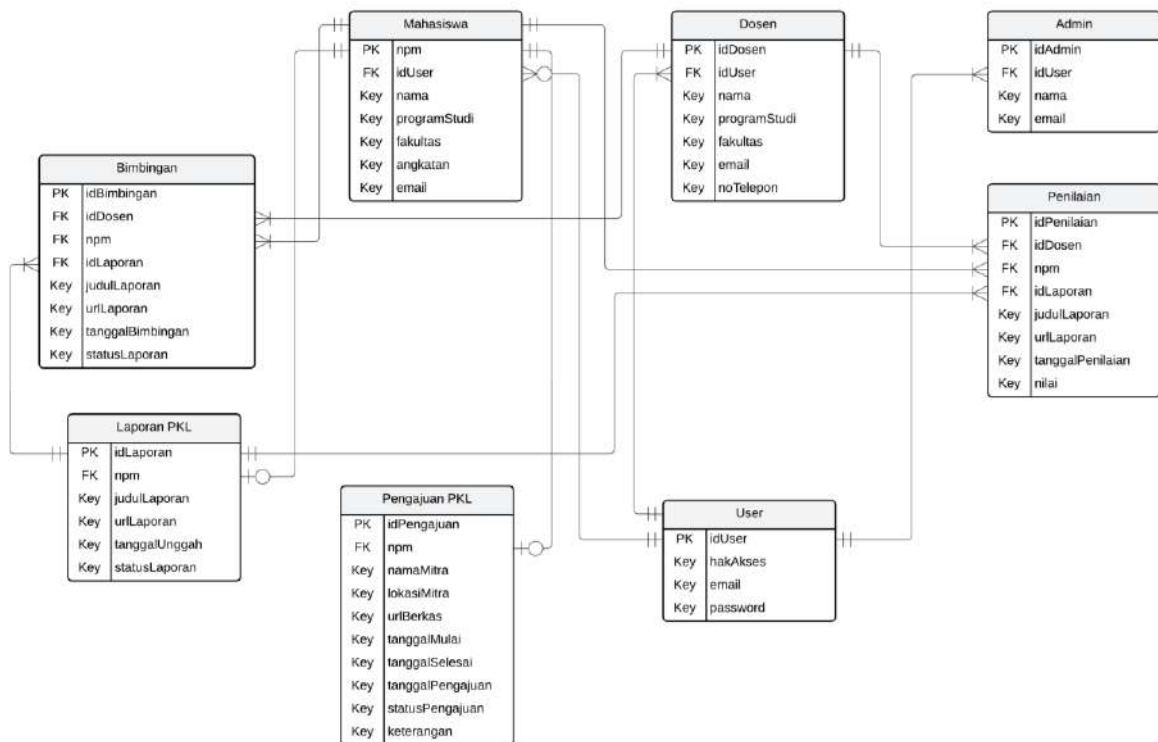 Mahasiswa
PK npm
FK idUser
Key nama
Key programStudi
Key fakultas
Key angkatan
Key email
Dosen
PK idDosen
FK idUser
Key nama
Key programStudi
Key fakultas
Key email
Key noTelepon
Admin
PK idAdmin
FK idUser
Key nama
Key email
Bimbingan
PK idBimbingan
FK idDosen
FK npm
FK idLaporan
Key judulLaporan
Key urlLaporan
Key tanggalBimbingan
Key statusLaporan
Penilaian
PK idPenilaian
FK idDosen
FK npm
FK idLaporan
Key judulLaporan
Key urlLaporan
Key tanggalPenilaian
Key nilai
Laporan PKL
PK idLaporan
FK npm
Key judulLaporan
Key urlLaporan
Key tanggalUnggah
Key statusLaporan
Pengajuan PKL
PK idPengajuan
FK npm
Key namaMitra
Key lokasiMitra
Key urlBerkas
Key tanggalMulai
Key tanggalSelesai
Key tanggalPengajuan
Key statusPengajuan
Key keterangan
User
PK idUser
Key hakAkses
Key email
Key password